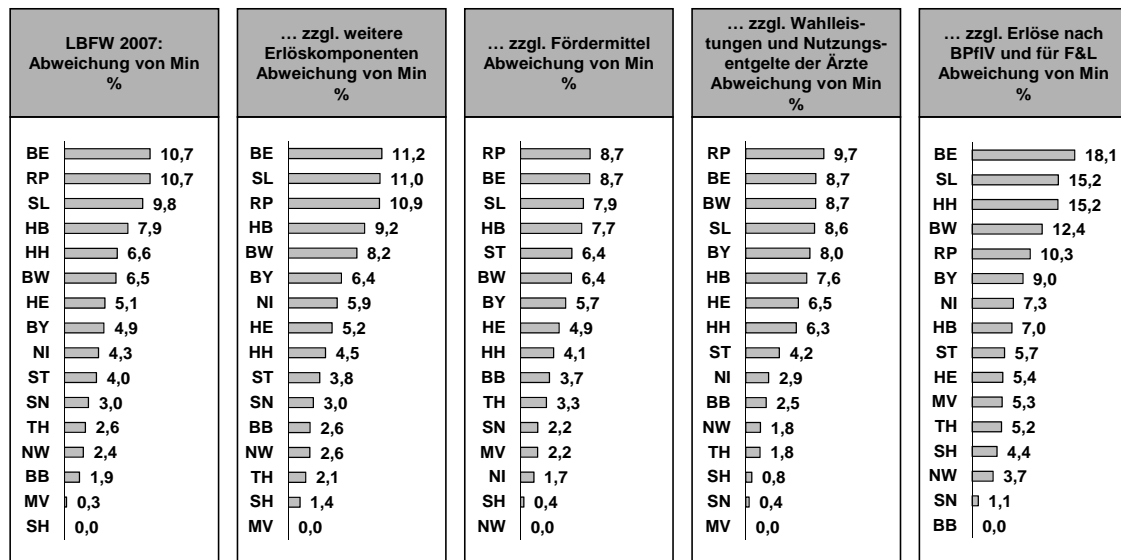 LBFW 2007:
Abweichung von Min
%
BE 10,7
RP 10,7
SL 9,8
HB 7,9
HH 6,6
BW 6,5
HE 5,1
BY 4,9
NI 4,3
ST 4,0
SN 3,0
TH 2,6
NW 2,4
BB 1,9
MV 0,3
SH 0,0
… zzgl. weitere
Erlöskomponenten
Abweichung von Min
%
BE 11,2
SL 11,0
RP 10,9
HB 9,2
BW 8,2
BY 6,4
NI 5,9
HE 5,2
HH 4,5
ST 3,8
SN 3,0
BB 2,6
NW 2,6
TH 2,1
SH 1,4
MV 0,0
… zzgl. Fördermittel
Abweichung von Min
%
RP 8,7
BE 8,7
SL 7,9
HB 7,7
ST 6,4
BW 6,4
BY 5,7
HE 4,9
HH 4,1
BB 3,7
TH 3,3
SN 2,2
MV 2,2
NI 1,7
SH 0,4
NW 0,0
… zzgl. Wahlleis-
tungen und Nutzungs-
entgelte der Ärzte
Abweichung von Min
%
RP 9,7
BE 8,7
BW 8,7
SL 8,6
BY 8,0
HB 7,6
HE 6,5
HH 6,3
ST 4,2
NI 2,9
BB 2,5
NW 1,8
TH 1,8
SH 0,8
SN 0,4
MV 0,0
… zzgl. Erlöse nach
BPflV und für F&L
Abweichung von Min
%
BE 18,1
SL 15,2
HH 15,2
BW 12,4
RP 10,3
BY 9,0
NI 7,3
HB 7,0
ST 5,7
HE 5,4
MV 5,3
TH 5,2
SH 4,4
NW 3,7
SN 1,1
BB 0,0